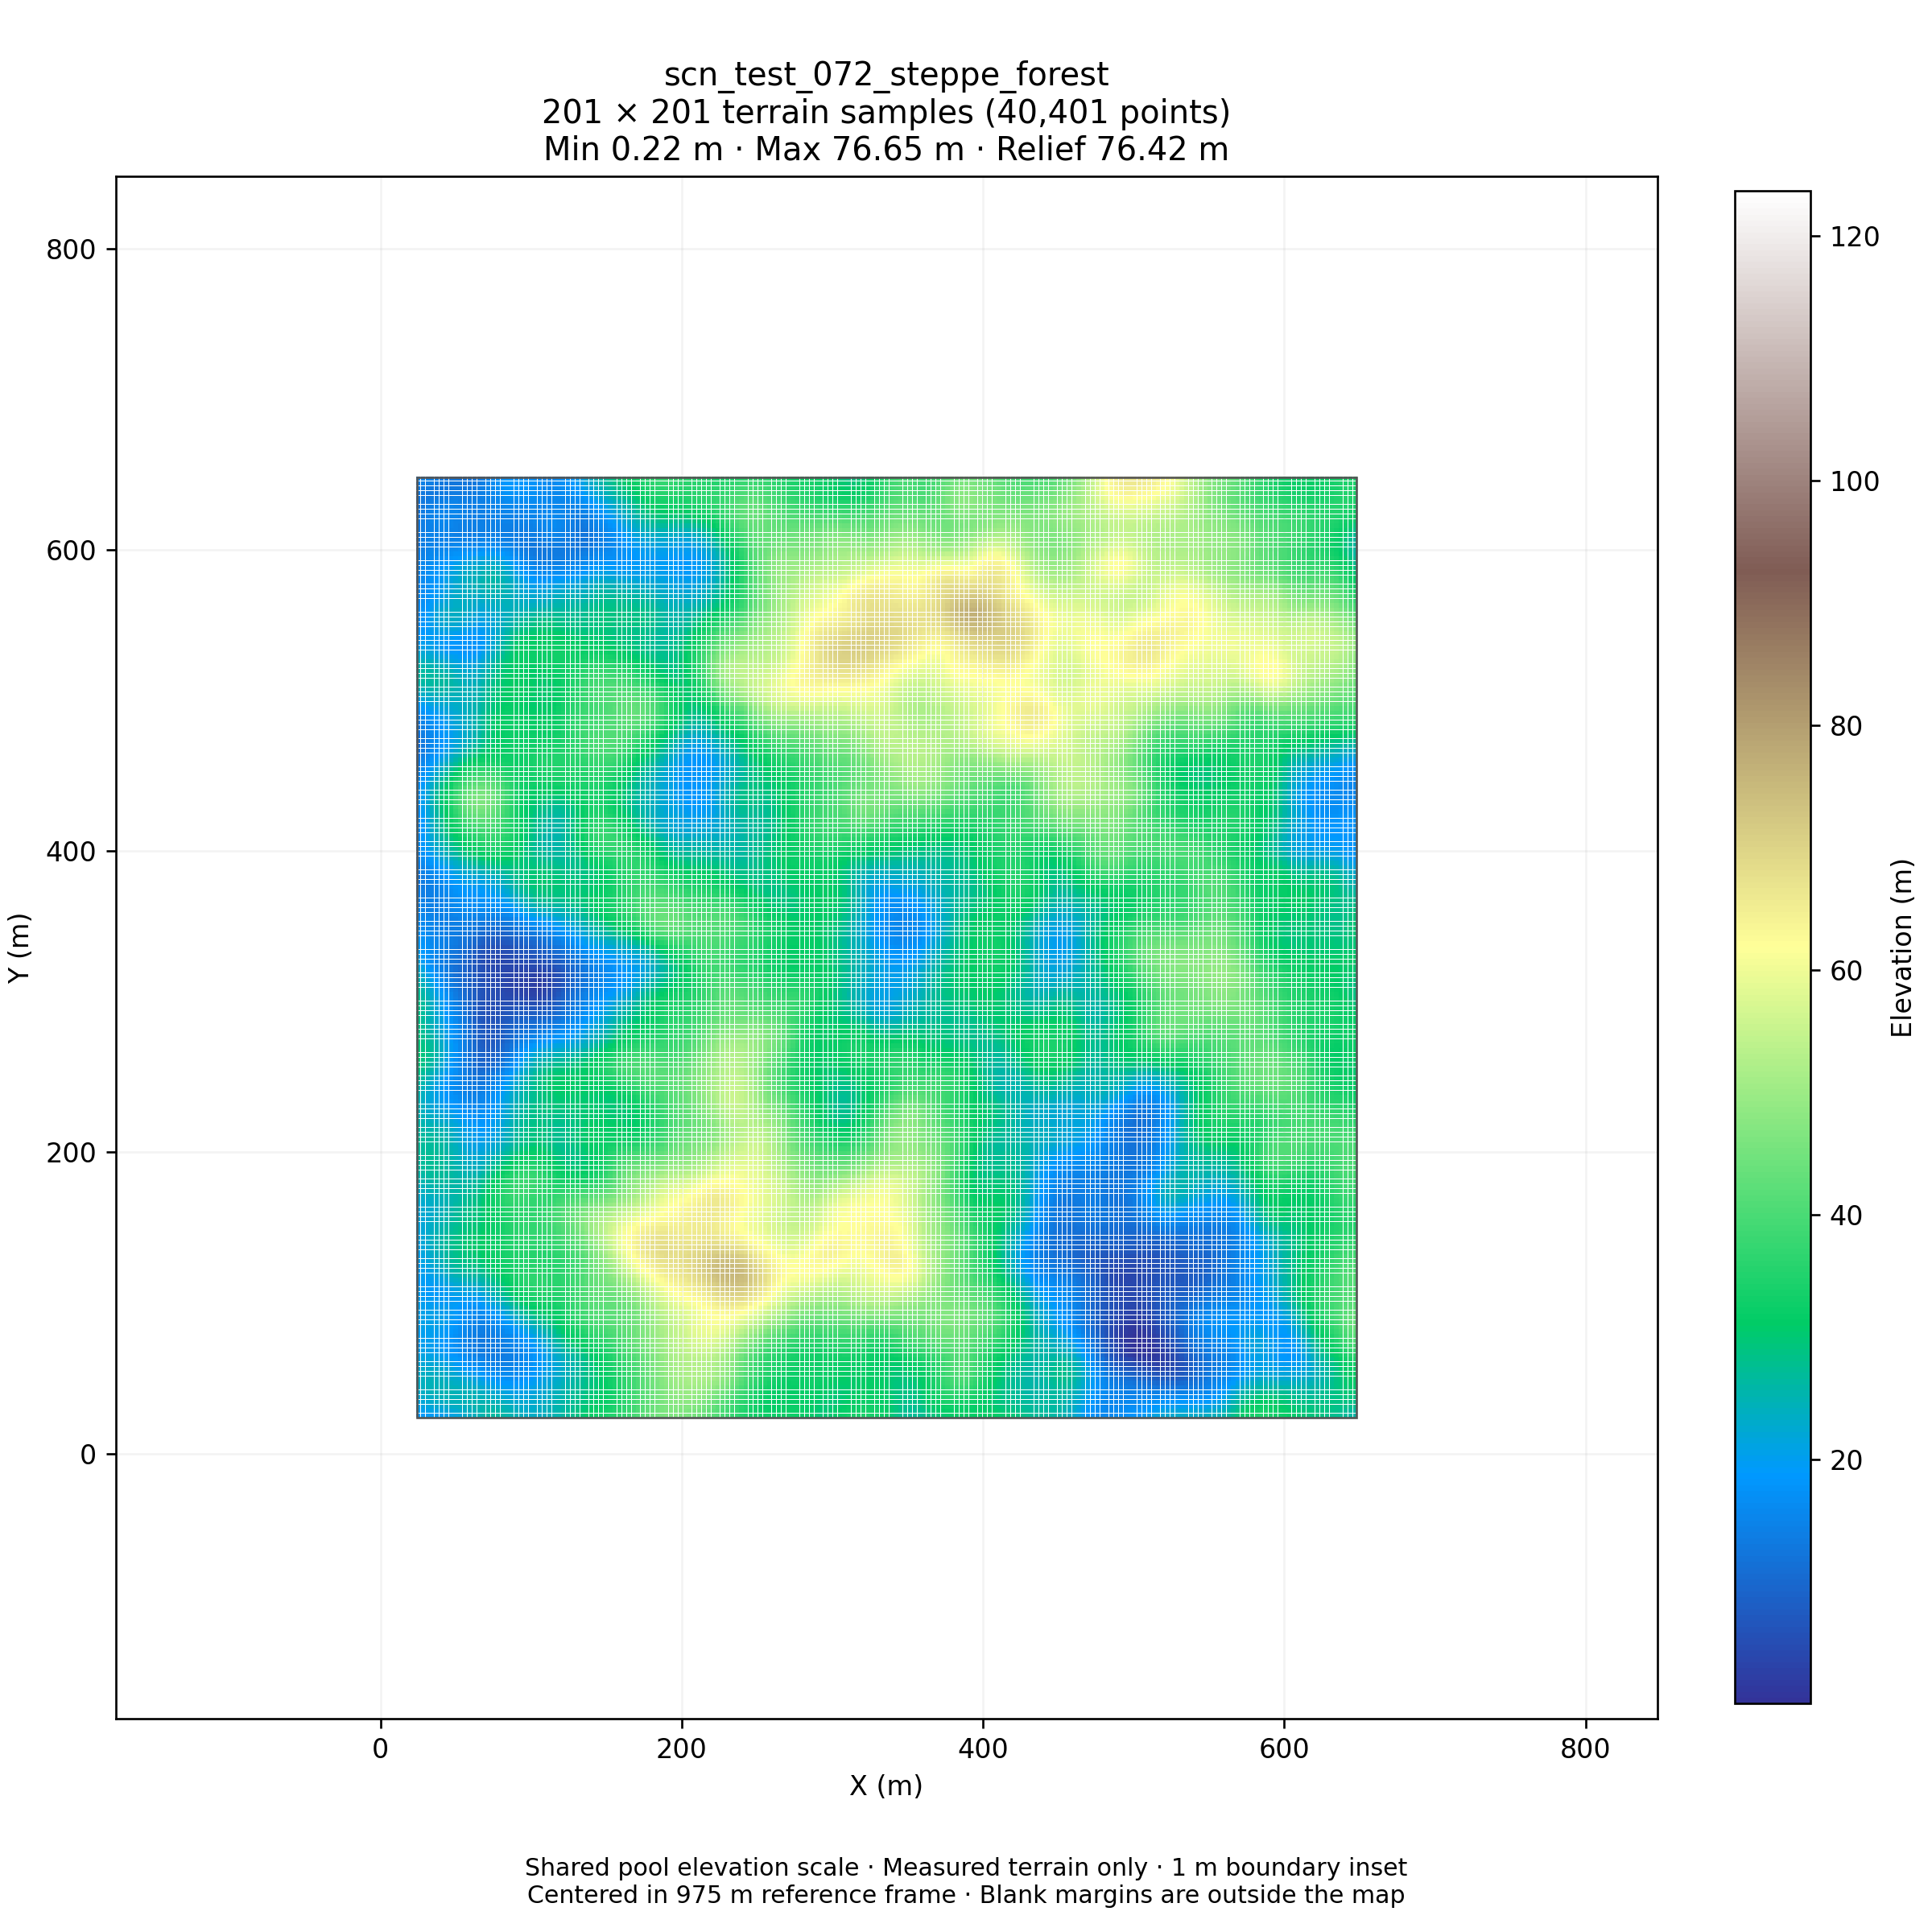 scn_test_072_steppe_forest
201 × 201 terrain samples (40,401 points)
Min 0.22 m · Max 76.65 m · Relief 76.42 m
800
600
400
200
0
Y (m)
0
200
400
600
800
X (m)
120
100
80
60
40
20
Elevation (m)
Shared pool elevation scale · Measured terrain only · 1 m boundary inset
Centered in 975 m reference frame · Blank margins are outside the map